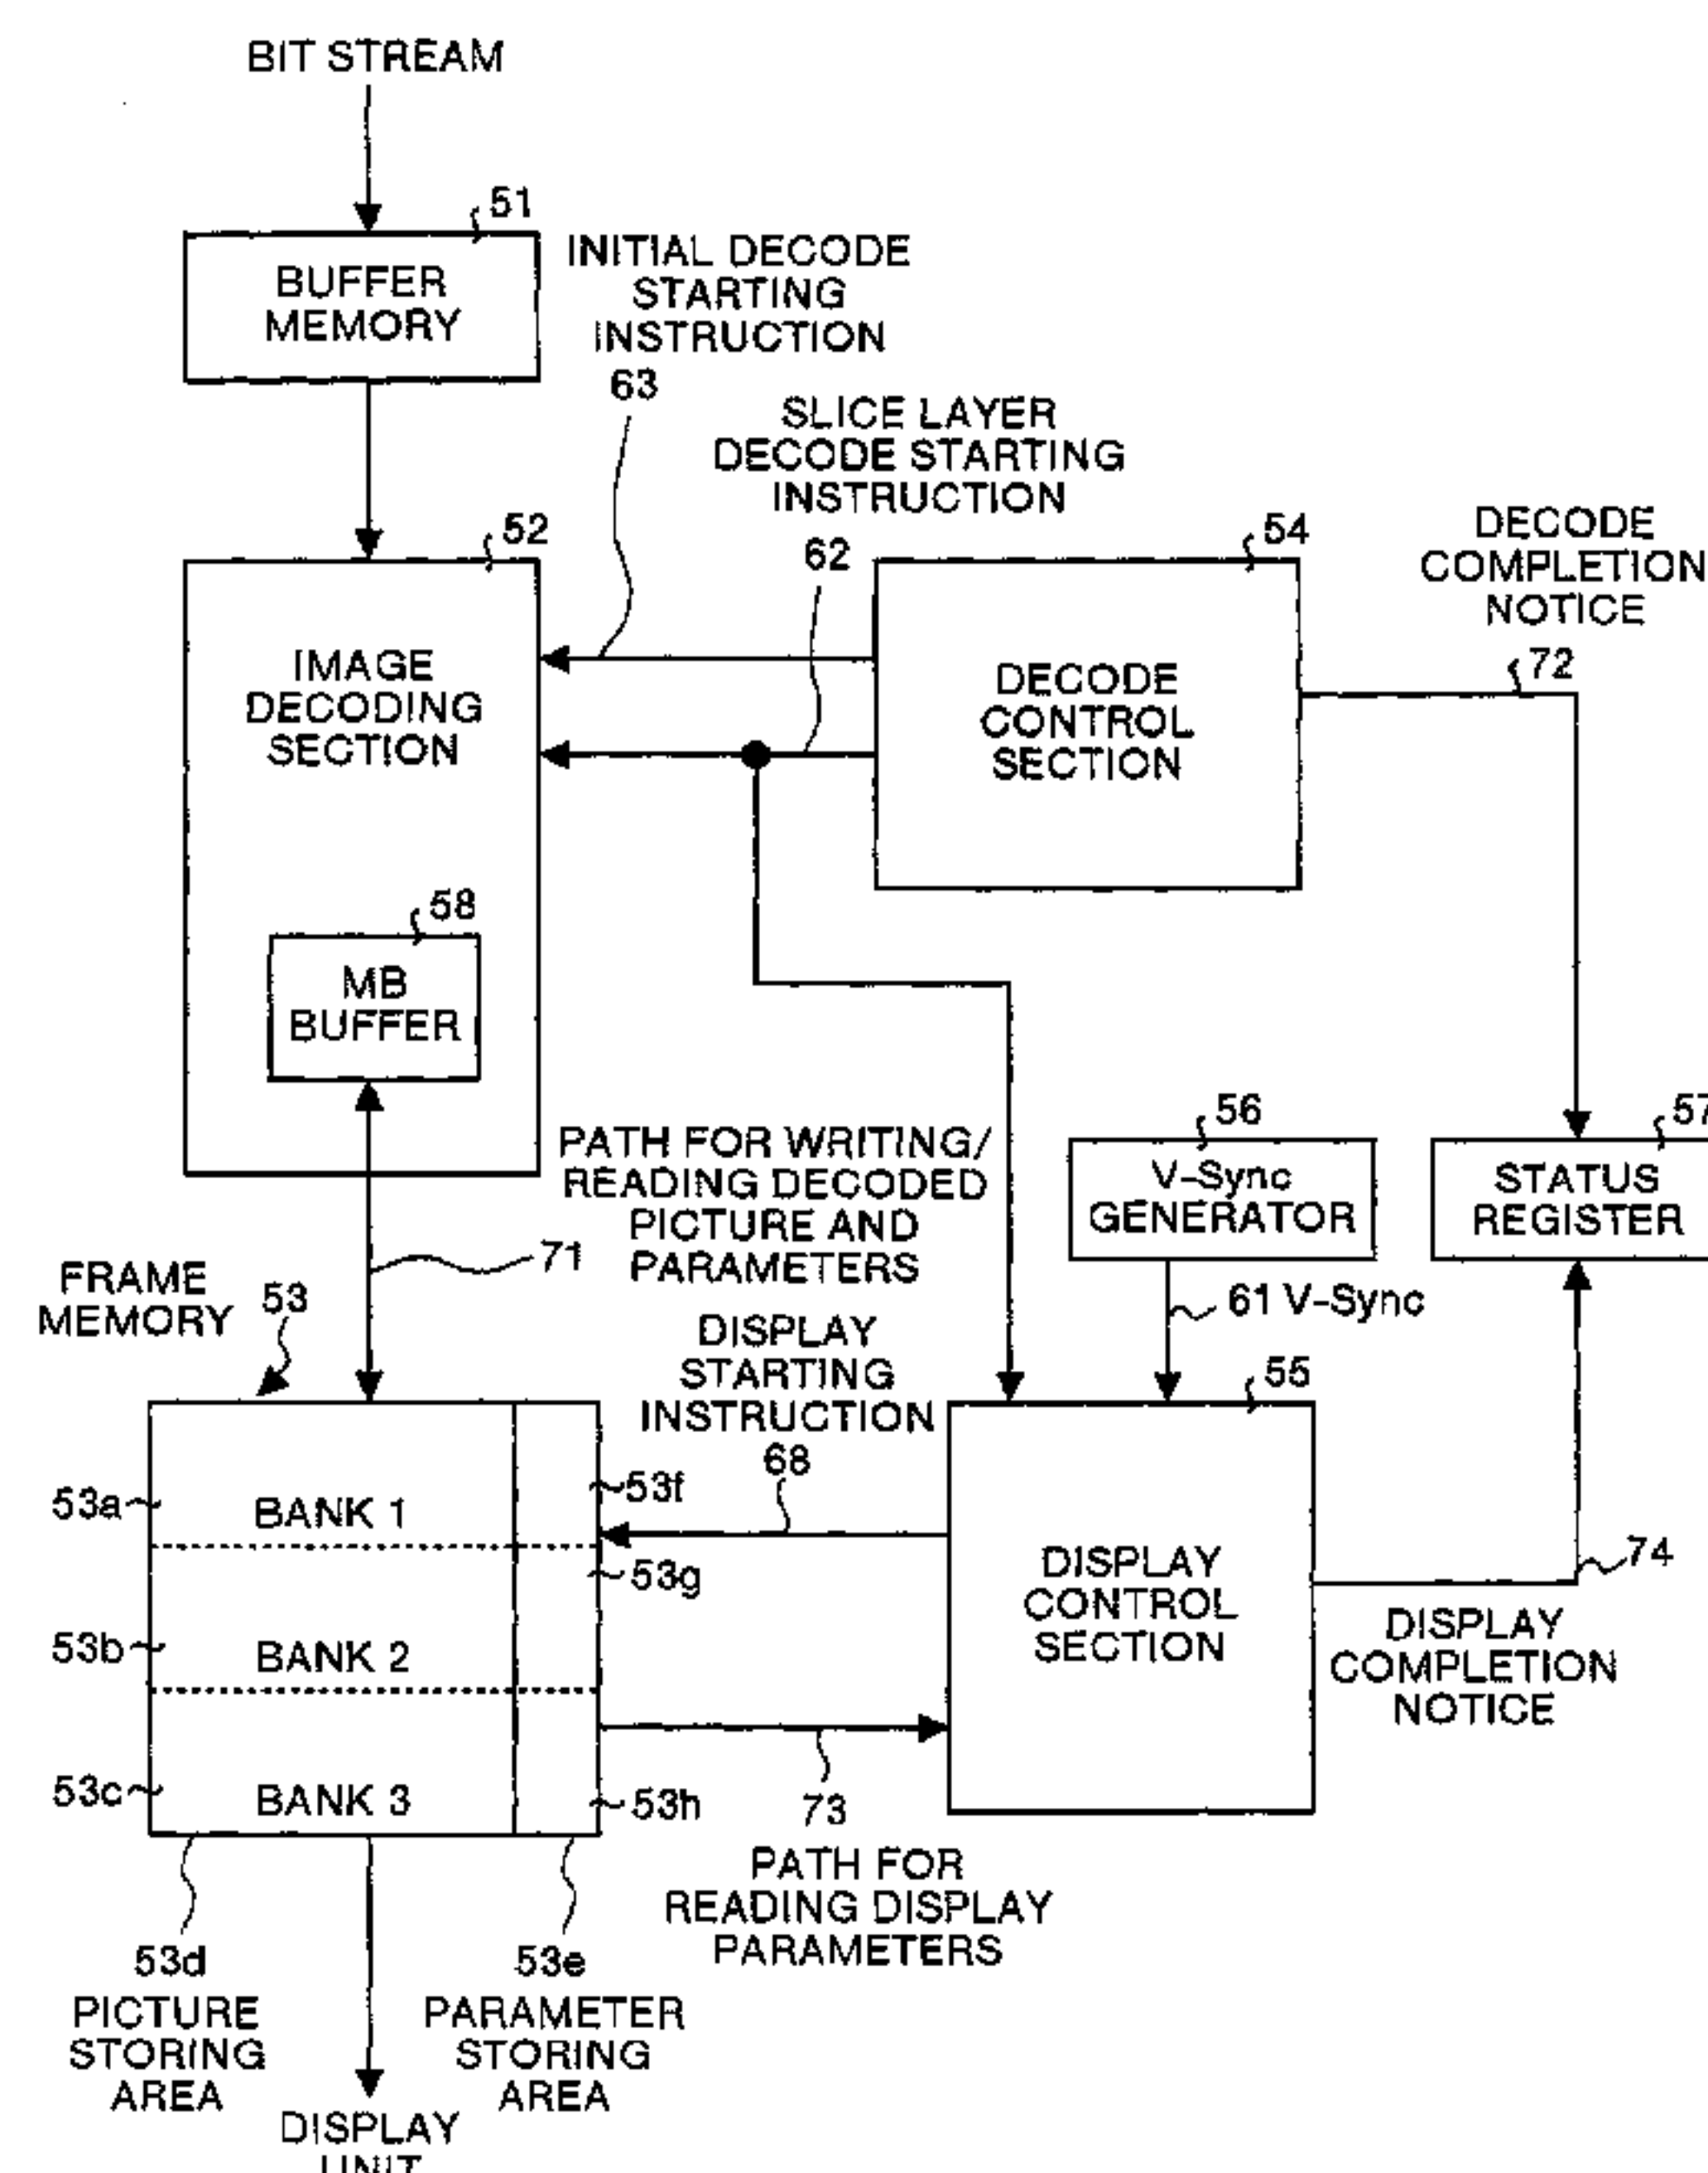 BIT STREAM
51
BUFFER
MEMORY
INITIAL DECODE
STARTING
INSTRUCTION
63
SLICE LAYER
DECODE STARTING
INSTRUCTION
62
52
IMAGE
DECODING
SECTION
54
DECODE
CONTROL
SECTION
DECODE
COMPLETION
NOTICE
72
58
MB
BUFFER
PATH FOR WRITING/
READING DECODED
PICTURE AND
PARAMETERS
71
56
V-Sync
GENERATOR
57
STATUS
REGISTER
61 V-Sync
FRAME
MEMORY
53
DISPLAY
STARTING
INSTRUCTION
68
55
DISPLAY
CONTROL
SECTION
53a
BANK 1
53f
53g
53b
BANK 2
53c
BANK 3
53h
74
DISPLAY
COMPLETION
NOTICE
73
PATH FOR
READING DISPLAY
PARAMETERS
53d
PICTURE
STORING
AREA
53e
PARAMETER
STORING
AREA
DISPLAY
UNIT